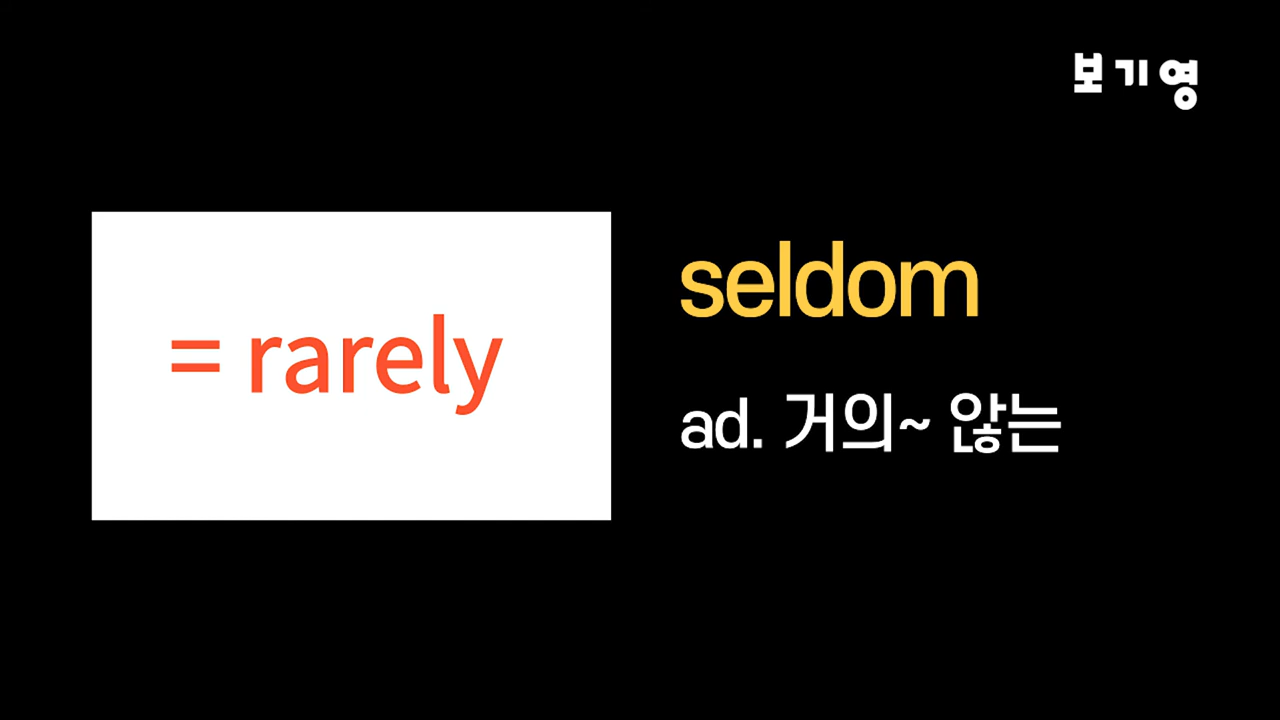 보기영
= rarely
seldom
ad. 거의~ 않는